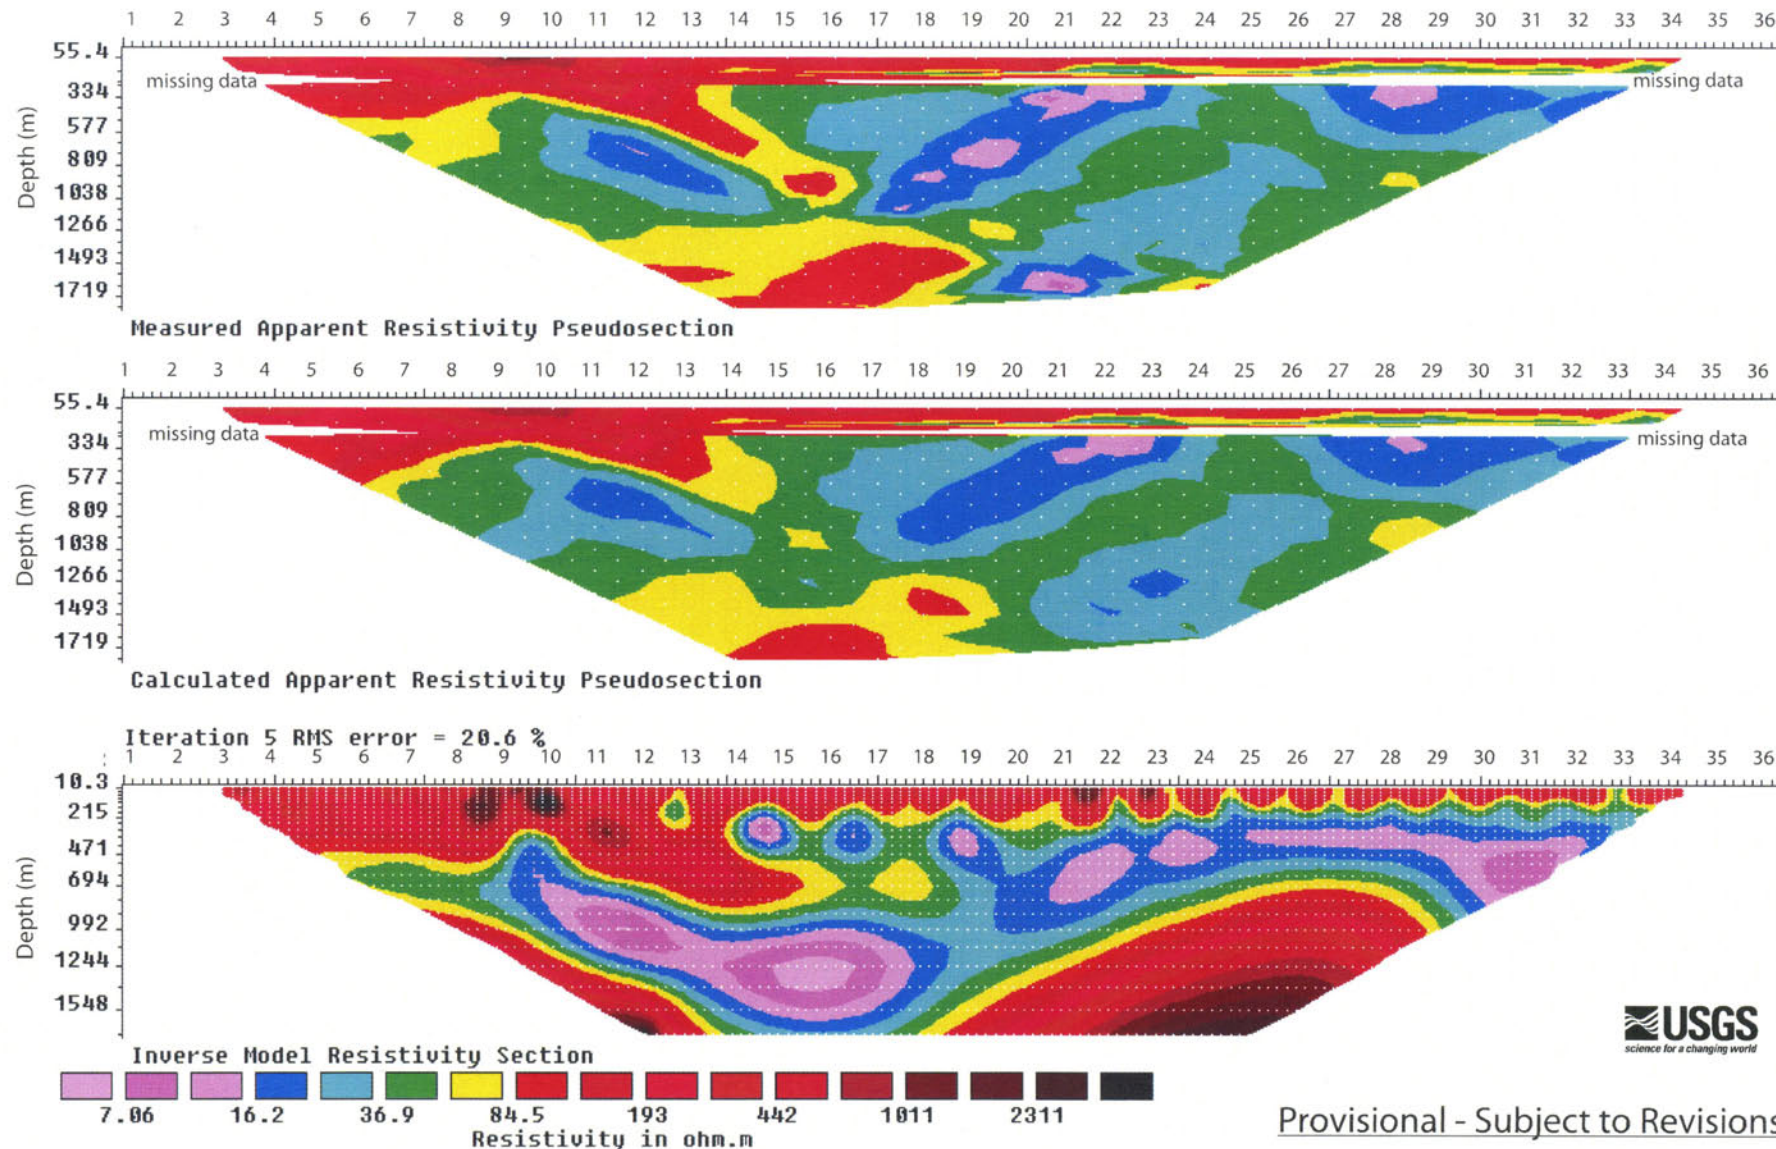 1 2 3 4 5 6 7 8 9 10 11 12 13 14 15 16 17 18 19 20 21 22 23 24 25 26 27 28 29 30 31 32 33 34 35 36
55.4
missing data
missing data
334
577
809
1038
1266
1493
1719
Depth (m)
Measured Apparent Resistivity Pseudosection
1 2 3 4 5 6 7 8 9 10 11 12 13 14 15 16 17 18 19 20 21 22 23 24 25 26 27 28 29 30 31 32 33 34 35 36
55.4
missing data
missing data
334
577
809
1038
1266
1493
1719
Depth (m)
Calculated Apparent Resistivity Pseudosection
Iteration 5 RMS error = 20.6 %
1 2 3 4 5 6 7 8 9 10 11 12 13 14 15 16 17 18 19 20 21 22 23 24 25 26 27 28 29 30 31 32 33 34 35 36
10.3
215
471
694
992
1244
1548
Depth (m)
USGS
science for a changing world
Inverse Model Resistivity Section
7.06 16.2 36.9 84.5 193 442 1011 2311
Resistivity in ohm.m
Provisional - Subject to Revisions